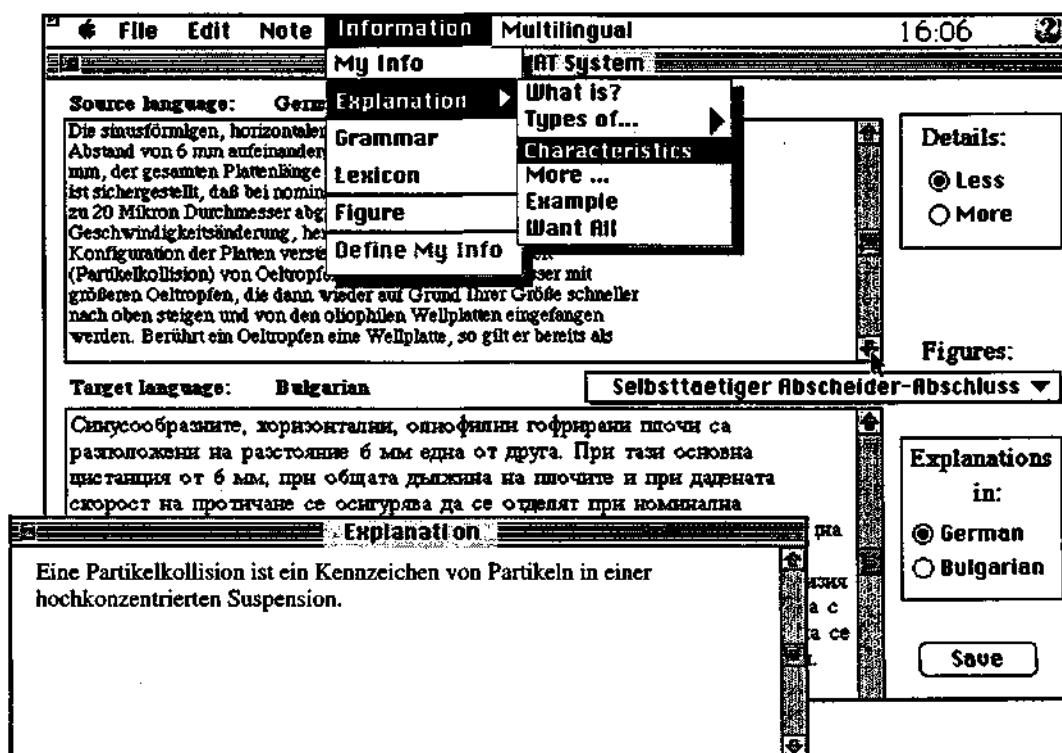 File Edit Note Information Multilingual 16:06
My Info
AT System
Explanation
What is?
Types of...
Grammar
Characteristics
Lexicon
More ...
Example
Figure
Want All
Define My Info
Source language:
Die sinusförmigen, horizontalen
Abstand von 6 mm aufeinander
mm, der gesamten Plattenlänge
ist sichergestellt, daß bei nomin
zu 20 Mikron Durchmesser abg
Geschwindigkeitsänderung, her
Konfiguration der Platten verste
(Partikelkollision) von Oeltropfe sser mit
größeren Oeltropfen, die dann wieder auf Grund Ihrer Größe schneller
nach oben steigen und von den oliophilen Wellplatten eingefangen
werden. Berührt ein Oeltropfen eine Wellplatte, so gilt er bereits als
Details:
Less
More
Figures:
Selbsttaetiger Abscheider-Abschluss
Target language: Bulgarian
Синусообразните, хоризонтални, олиофилни гофрирани плочи са
разположени на разстояние 6 мм една от друга. При тази основна
дистанция от 6 мм, при общата дължина на плочите и при дадената
скорост на протичане се осигурява да се отделят при номинална
Explanations
in:
German
Bulgarian
Save
Explanation
Eine Partikelkollision ist ein Kennzeichen von Partikeln in einer
hochkonzentrierten Suspension.